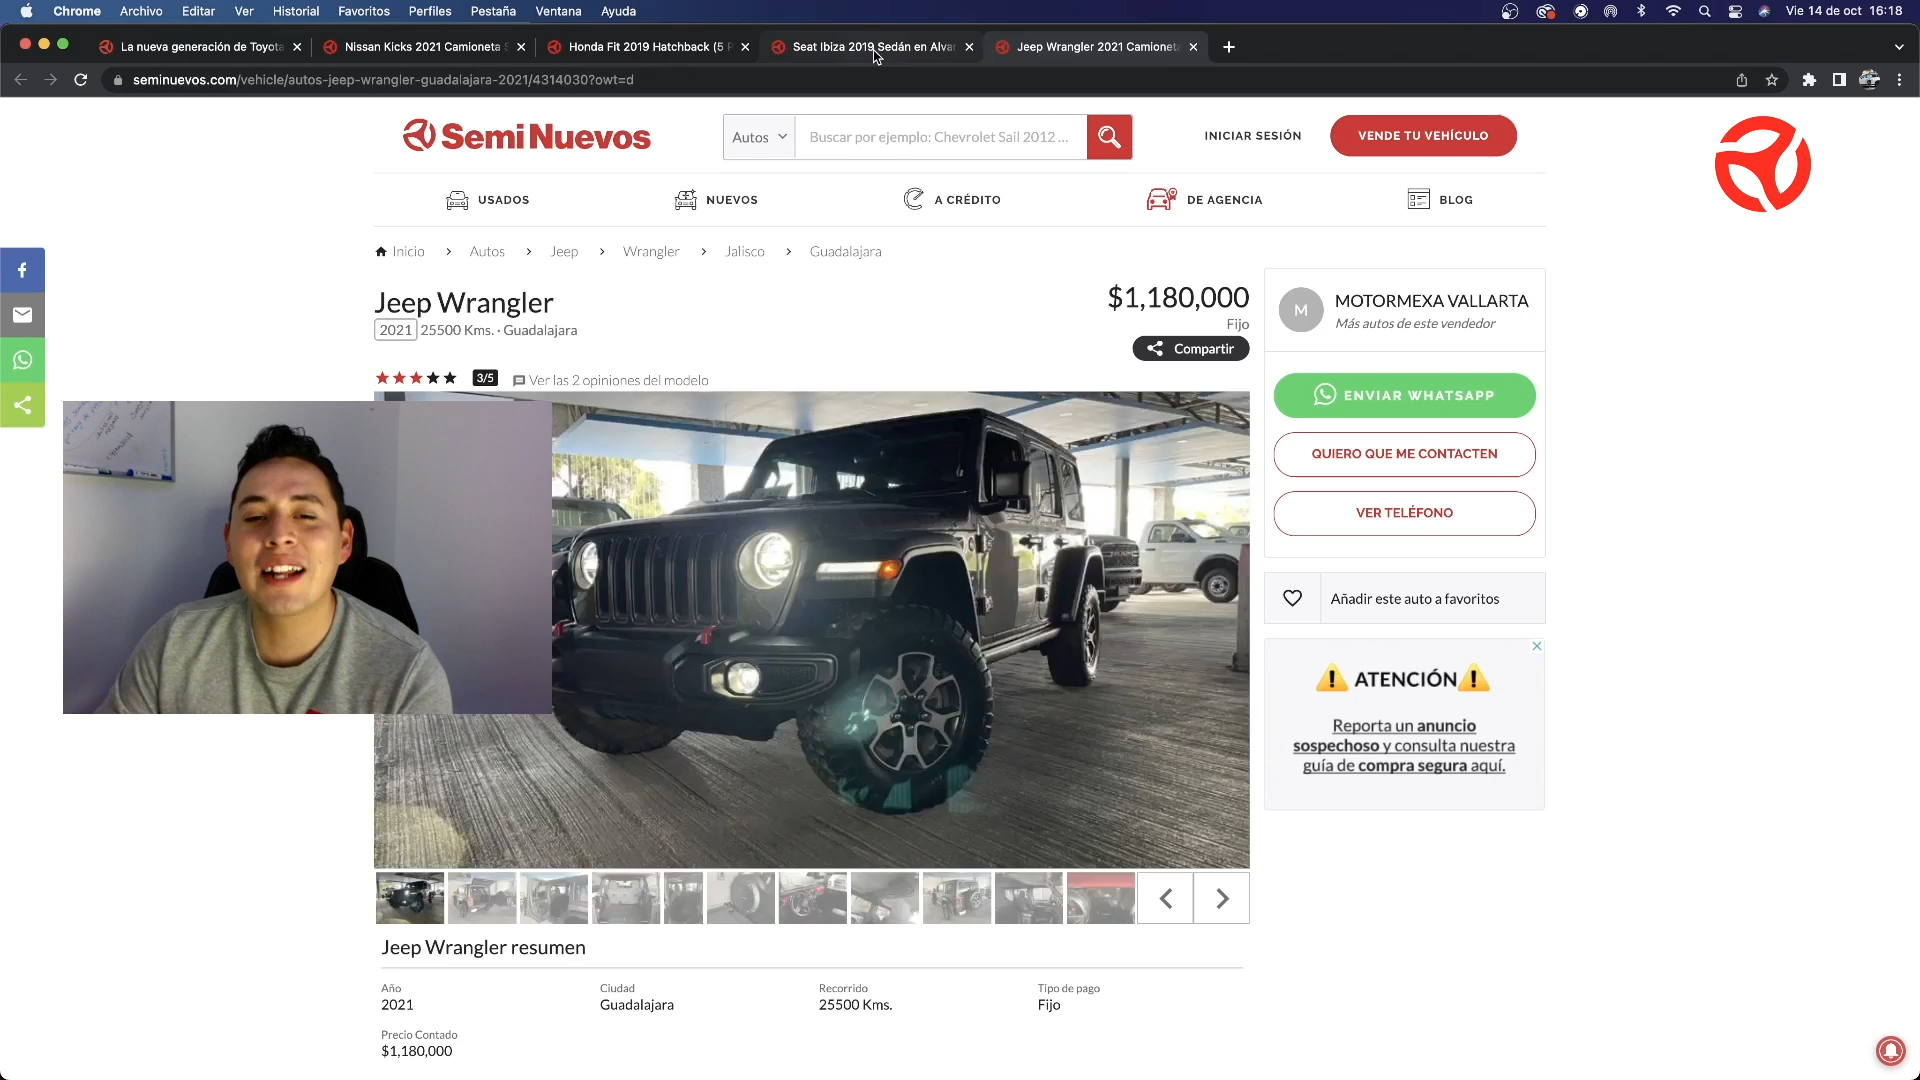 Chrome Archivo Editar Ver Historial Favoritos Perfiles Pestaña Ventana Ayuda Vie 14 de oct 16:18
La nueva generación de Toyota
Nissan Kicks 2021 Camioneta S
Honda Fit 2019 Hatchback (5 P
Seat Ibiza 2019 Sedán en Alvar
Jeep Wrangler 2021 Camioneta
seminuevos.com/vehicle/autos-jeep-wrangler-guadalajara-2021/4314030?owt=d
SemiNuevos
Autos
Buscar por ejemplo: Chevrolet Sail 2012 ...
INICIAR SESIÓN
VENDE TU VEHÍCULO
USADOS
NUEVOS
A CRÉDITO
DE AGENCIA
BLOG
Inicio > Autos > Jeep > Wrangler > Jalisco > Guadalajara
Jeep Wrangler
2021 25500 Kms. · Guadalajara
$1,180,000
Fijo
Compartir
3/5
Ver las 2 opiniones del modelo
M
MOTORMEXA VALLARTA
Más autos de este vendedor
ENVIAR WHATSAPP
QUIERO QUE ME CONTACTEN
VER TELÉFONO
Añadir este auto a favoritos
⚠️ ATENCIÓN⚠️
Reporta un anuncio
sospechoso y consulta nuestra
guía de compra segura aquí.
Jeep Wrangler resumen
Año
2021
Ciudad
Guadalajara
Recorrido
25500 Kms.
Tipo de pago
Fijo
Precio Contado
$1,180,000